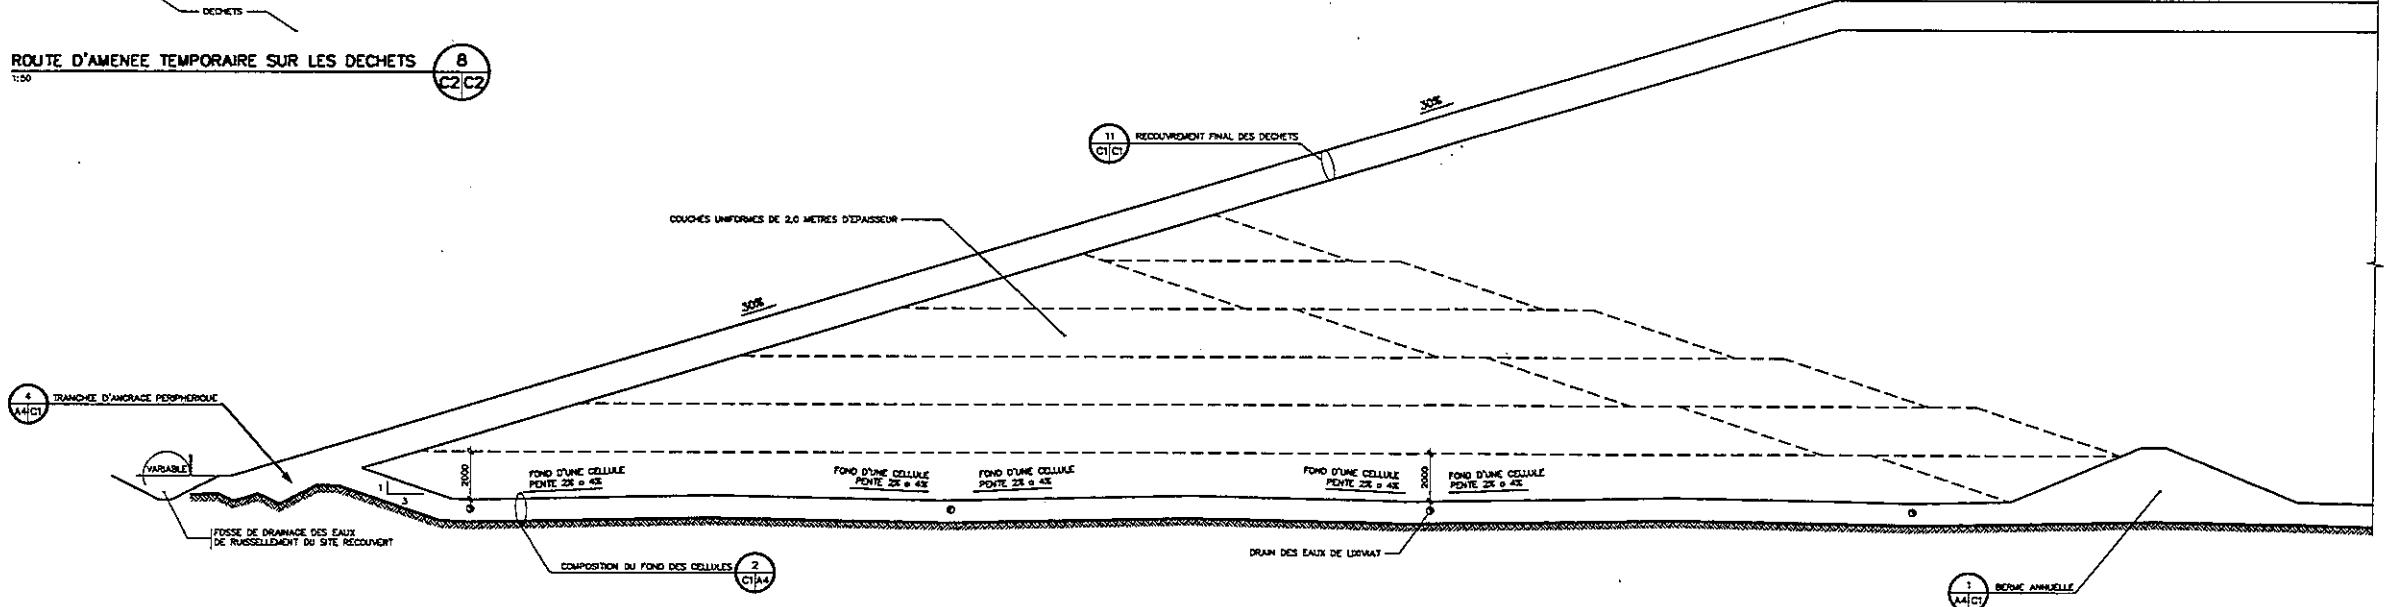 DECHETS
ROUTE D'AMENEE TEMPORAIRE SUR LES DECHETS
1:50
8
C2 C2
30%
11
C1 C1
RECOUVREMENT FINAL DES DECHETS
COUCHES UNIFORMES DE 2,0 METRES D'EPAISSEUR
30%
4
A4 C1
TRANCHEE D'ANCRAGE PERIPHERIQUE
VARIABLE
1
3
2000
FOND D'UNE CELLULE
PENTE 2% a 4%
FOND D'UNE CELLULE
PENTE 2% a 4%
FOND D'UNE CELLULE
PENTE 2% a 4%
FOND D'UNE CELLULE
PENTE 2% a 4%
2000
FOND D'UNE CELLULE
PENTE 2% a 4%
FOSSE DE DRAINAGE DES EAUX
DE RUISSELLEMENT DU SITE RECOUVERT
COMPOSITION DU FOND DES CELLULES
2
C1 A4
DRAIN DES EAUX DE LIXIVIAT
1
A4 C1
BERME ANNUELLE